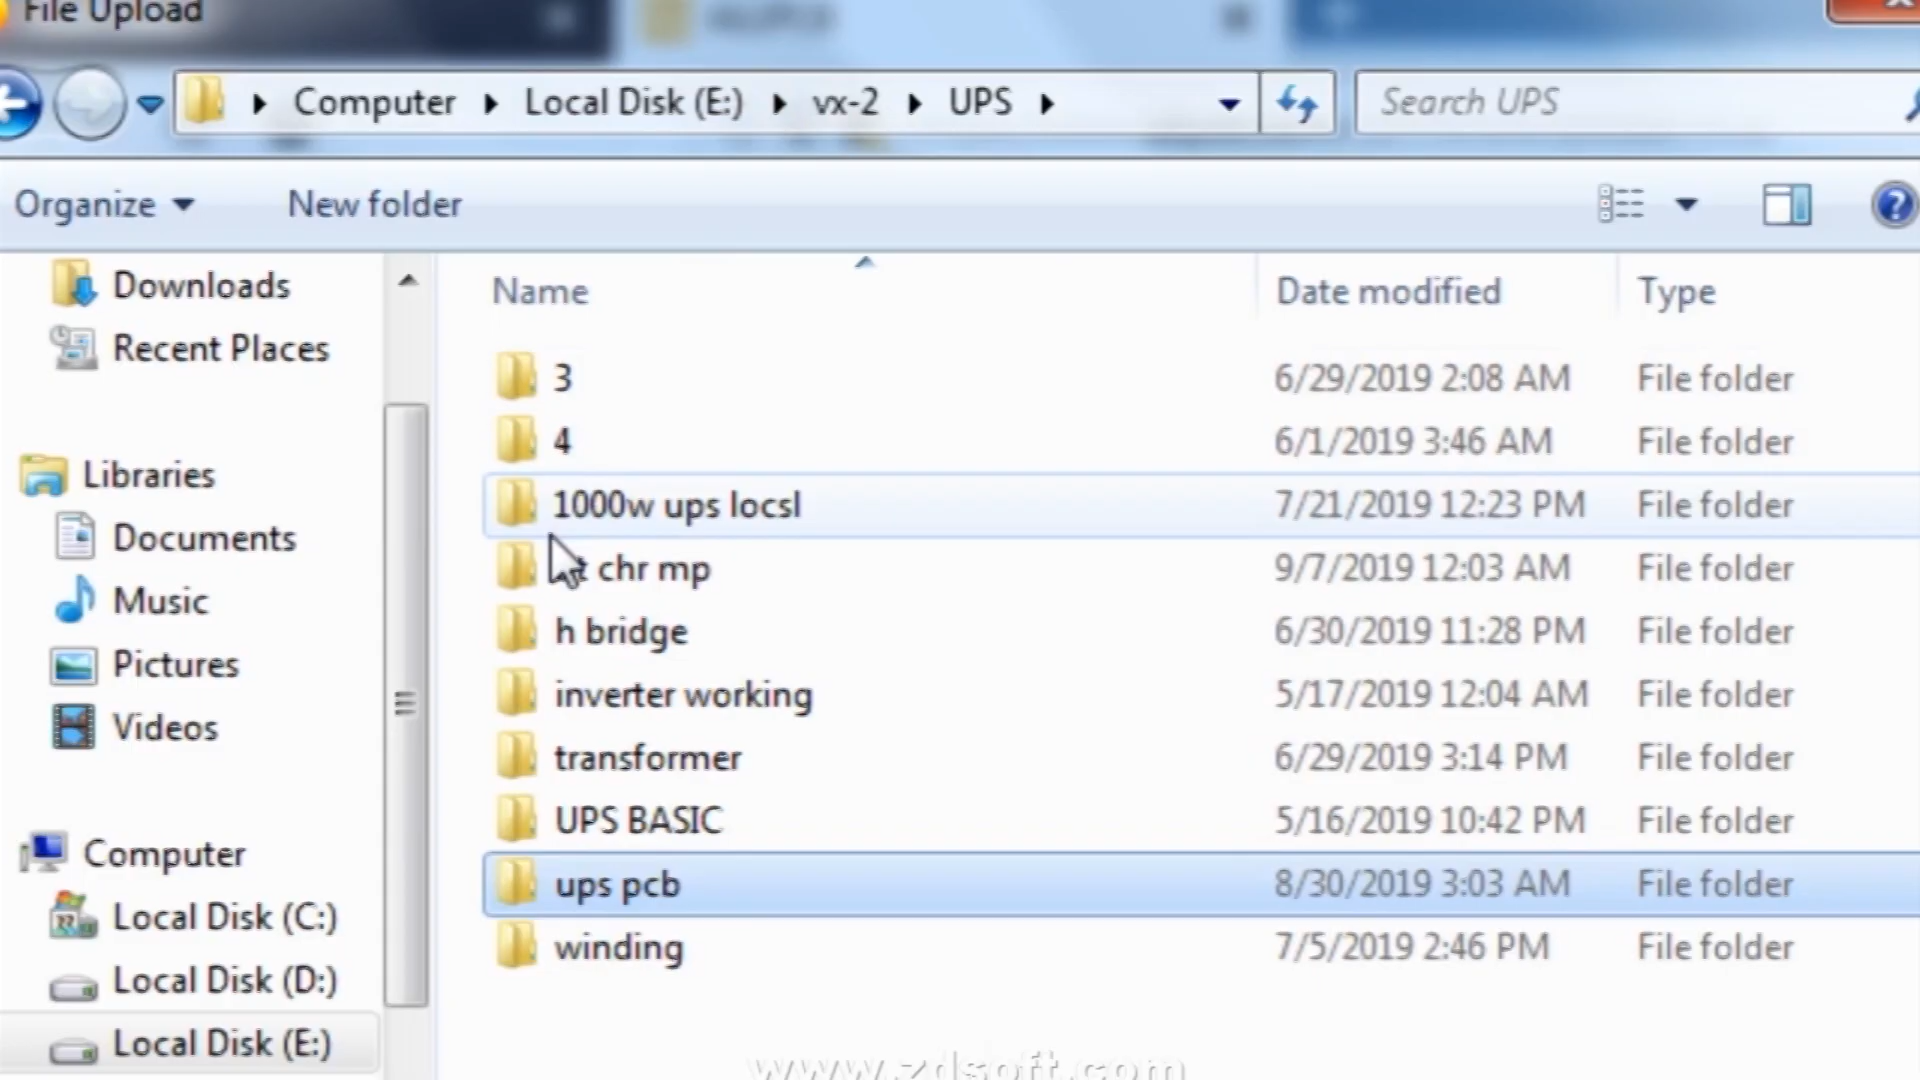 File Upload
Computer Local Disk (E:) vx-2 UPS
Search UPS
Organize New folder
Name Date modified Type
Downloads
Recent Places
Libraries
Documents
Music
Pictures
Videos
Computer
Local Disk (C:)
Local Disk (D:)
Local Disk (E:)
3 6/29/2019 2:08 AM File folder
4 6/1/2019 3:46 AM File folder
1000w ups locsl 7/21/2019 12:23 PM File folder
chr mp 9/7/2019 12:03 AM File folder
h bridge 6/30/2019 11:28 PM File folder
inverter working 5/17/2019 12:04 AM File folder
transformer 6/29/2019 3:14 PM File folder
UPS BASIC 5/16/2019 10:42 PM File folder
ups pcb 8/30/2019 3:03 AM File folder
winding 7/5/2019 2:46 PM File folder
www.zdsoft.com